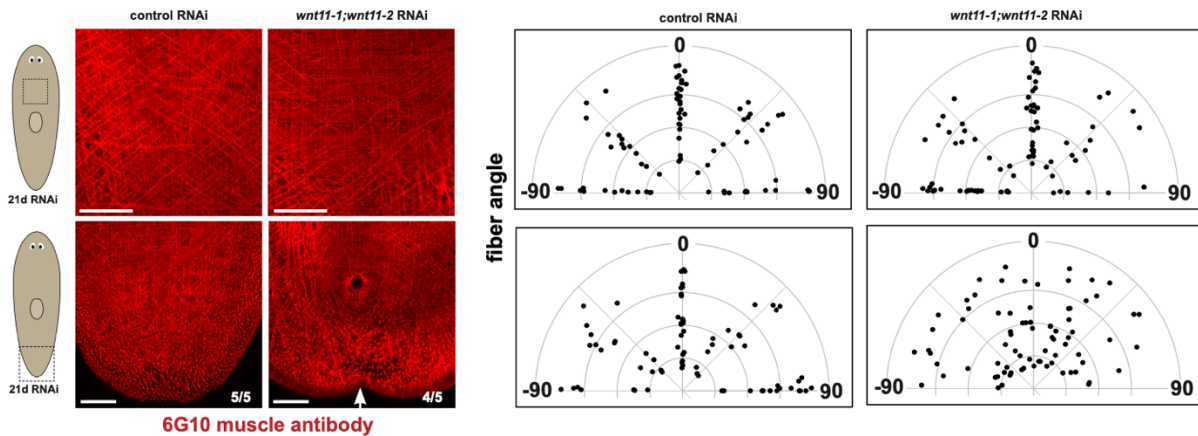 control RNAi
wnt11-1;wnt11-2 RNAi
control RNAi
wnt11-1;wnt11-2 RNAi
21d RNAi
21d RNAi
5/5
4/5
6G10 muscle antibody
fiber angle
0
-90
90
0
-90
90
0
-90
90
0
-90
90